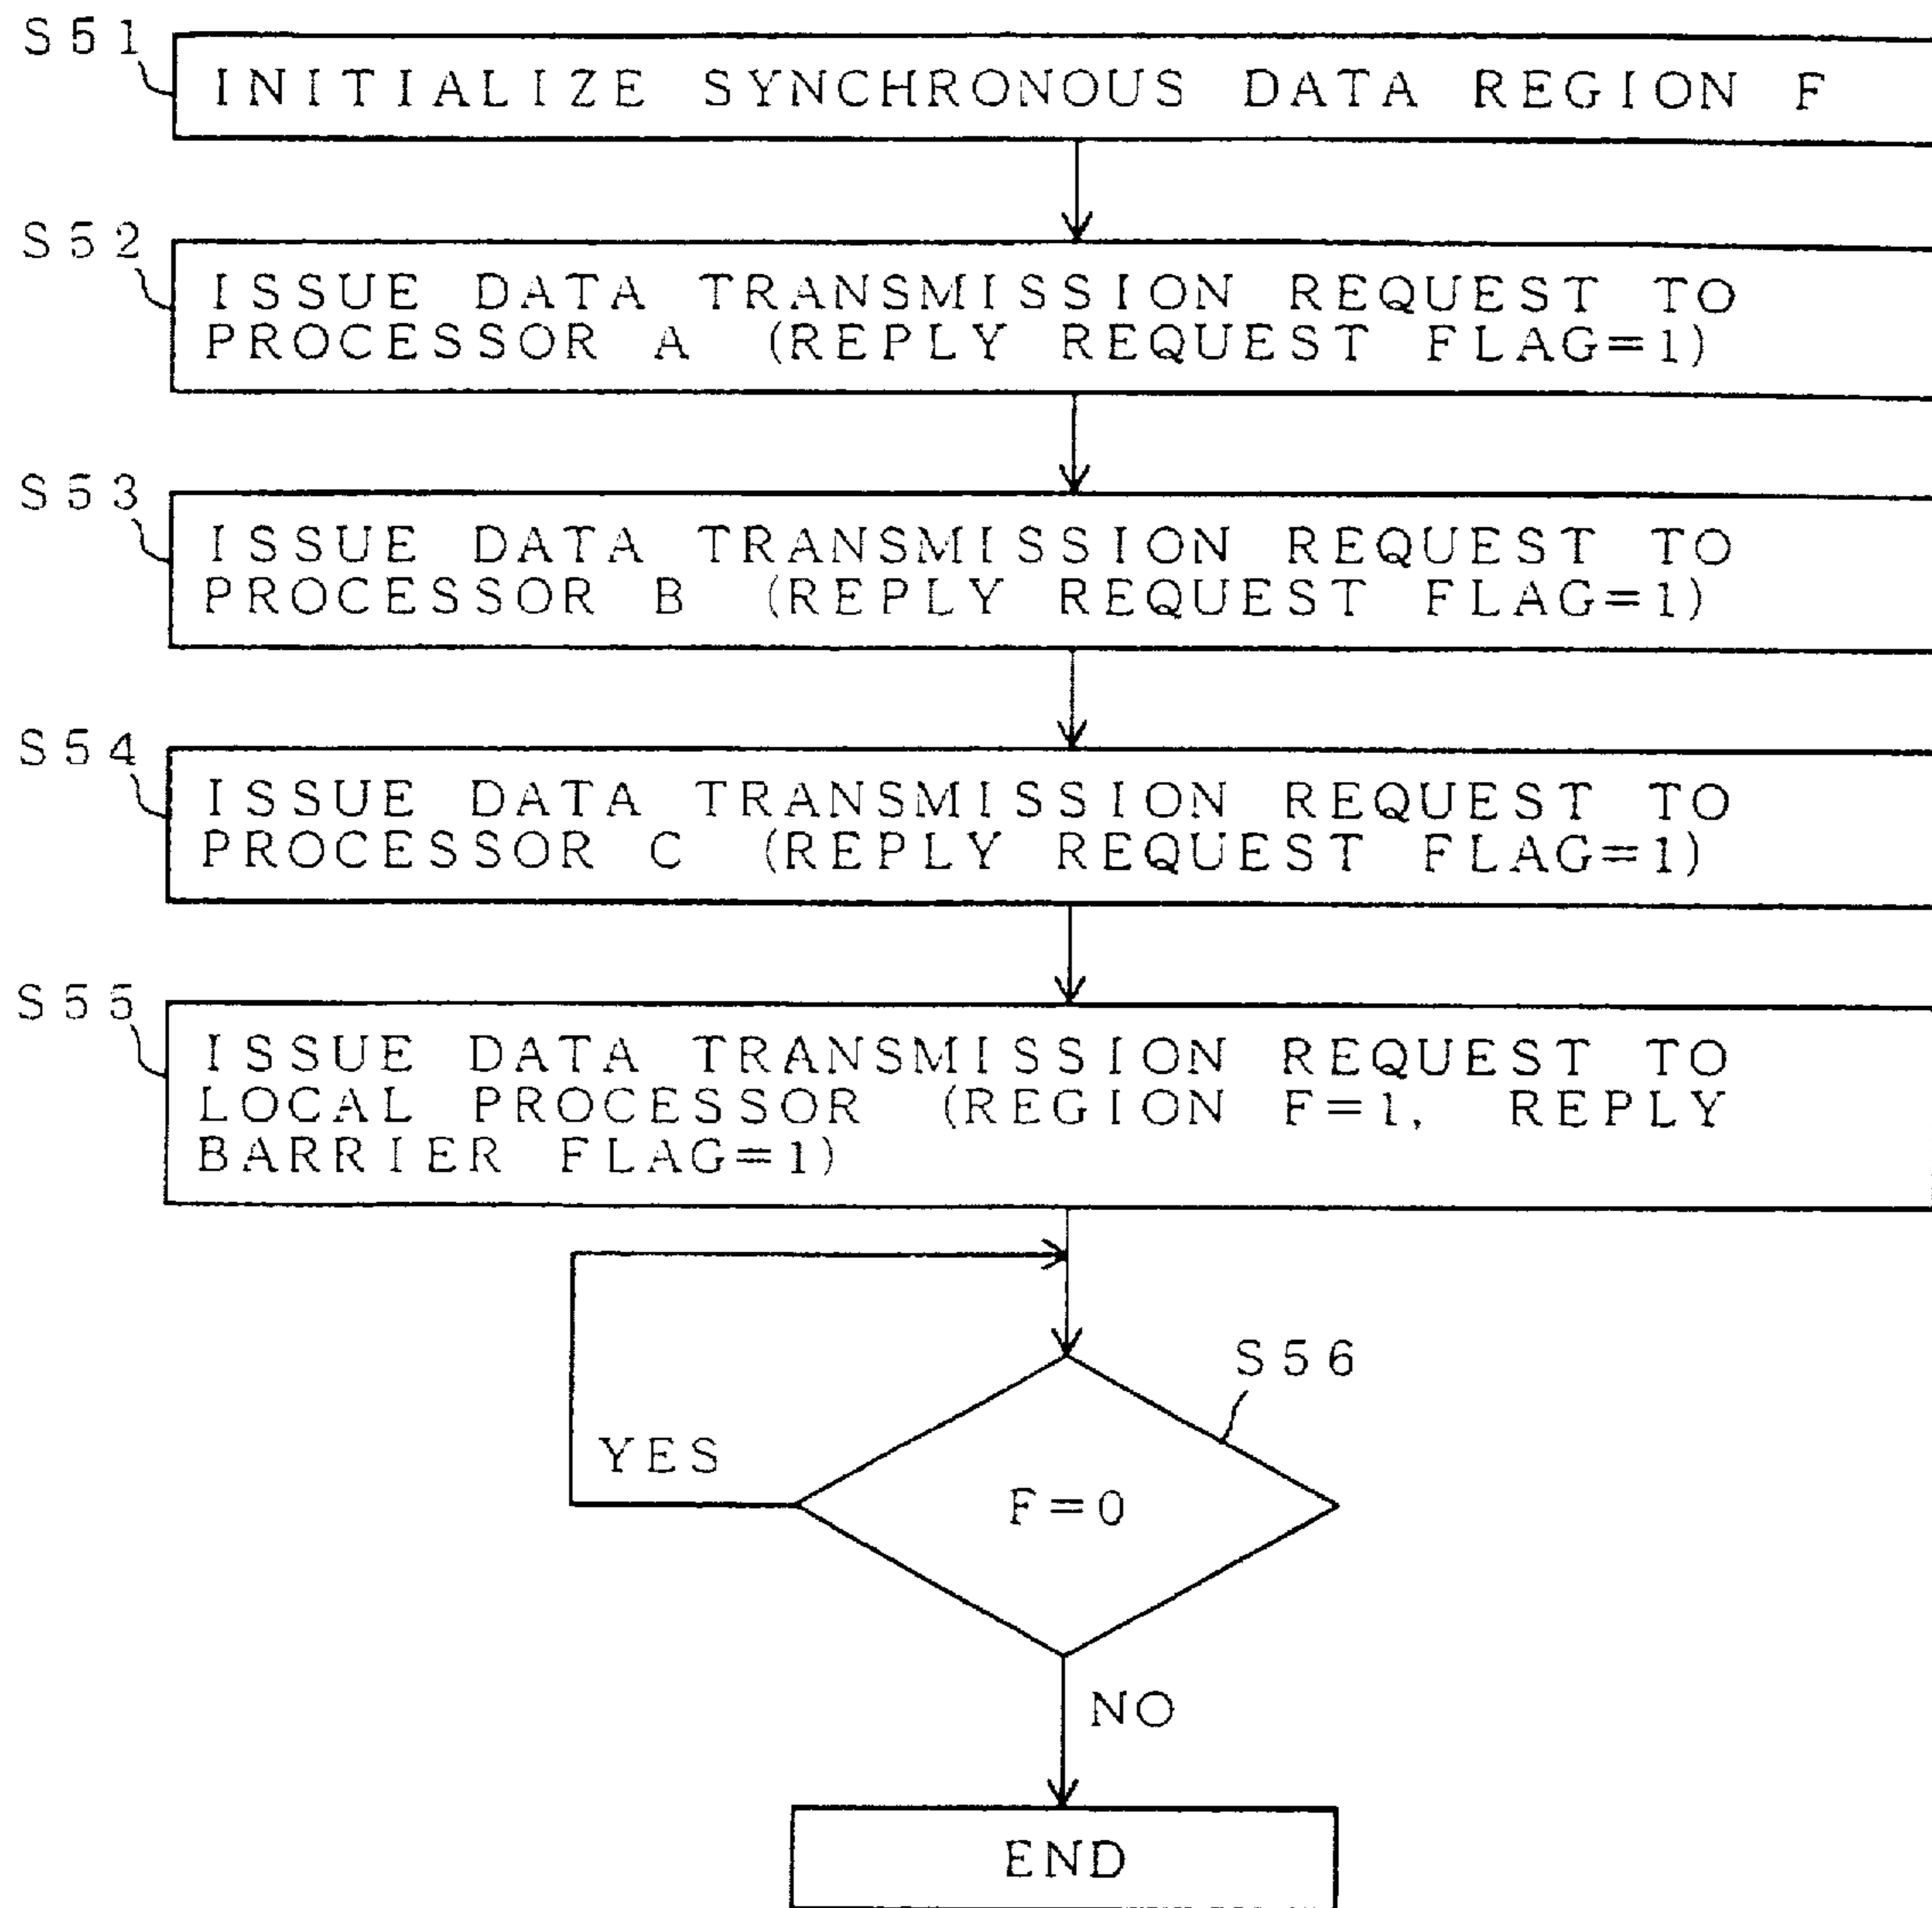 S51
INITIALIZE SYNCHRONOUS DATA REGION F
S52
ISSUE DATA TRANSMISSION REQUEST TO
PROCESSOR A (REPLY REQUEST FLAG=1)
S53
ISSUE DATA TRANSMISSION REQUEST TO
PROCESSOR B (REPLY REQUEST FLAG=1)
S54
ISSUE DATA TRANSMISSION REQUEST TO
PROCESSOR C (REPLY REQUEST FLAG=1)
S55
ISSUE DATA TRANSMISSION REQUEST TO
LOCAL PROCESSOR (REGION F=1, REPLY
BARRIER FLAG=1)
S56
YES
F=0
NO
END